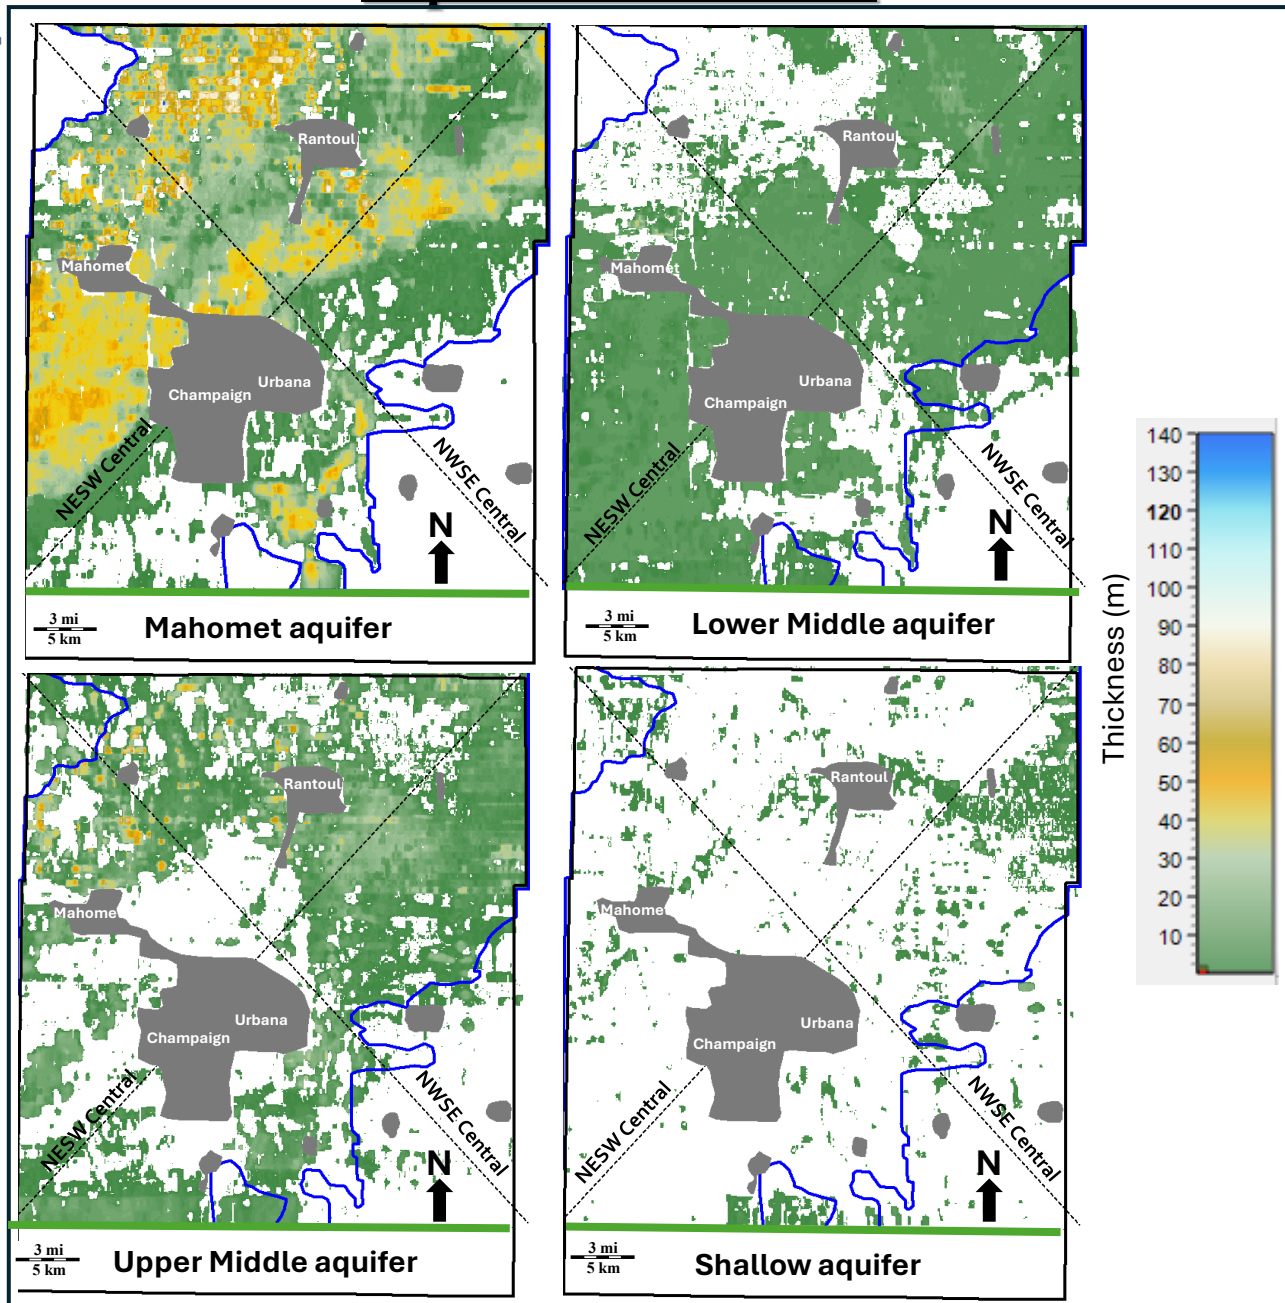 Rantoul
Mahomet
Urbana
Champaign
NESW Central
NWSE Central
N
3 mi
5 km
Mahomet aquifer
Rantoul
Mahomet
Urbana
Champaign
NESW Central
NWSE Central
N
3 mi
5 km
Lower Middle aquifer
Rantoul
Mahome
Urbana
Champaign
NESW Central
NWSE Central
N
3 mi
5 km
Upper Middle aquifer
Rantoul
Mahome
Urbana
Champaign
NESW Central
NWSE Central
N
3 mi
5 km
Shallow aquifer
Thickness (m)
140
130
120
110
100
90
80
70
60
50
40
30
20
10